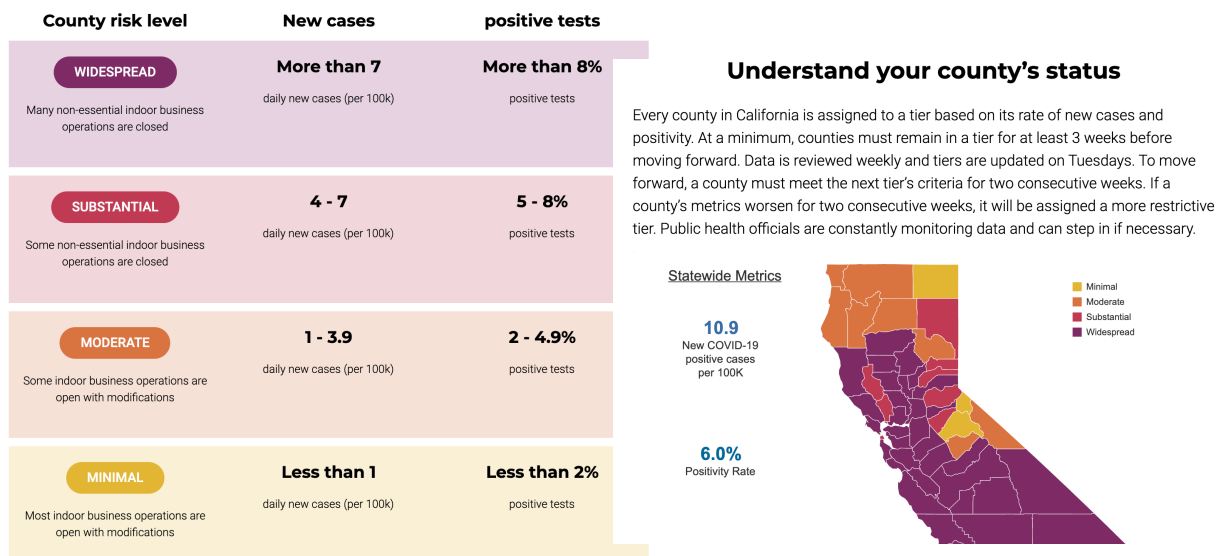 County risk level New cases positive tests
WIDESPREAD More than 7 More than 8%
Many non-essential indoor business daily new cases (per 100k) positive tests
operations are closed
SUBSTANTIAL 4 - 7 5 - 8%
Some non-essential indoor business daily new cases (per 100k) positive tests
operations are closed
MODERATE 1 - 3.9 2 - 4.9%
Some indoor business operations are daily new cases (per 100k) positive tests
open with modifications
MINIMAL Less than 1 Less than 2%
Most indoor business operations are daily new cases (per 100k) positive tests
open with modifications
Understand your county's status
Every county in California is assigned to a tier based on its rate of new cases and
positivity. At a minimum, counties must remain in a tier for at least 3 weeks before
moving forward. Data is reviewed weekly and tiers are updated on Tuesdays. To move
forward, a county must meet the next tier's criteria for two consecutive weeks. If a
county's metrics worsen for two consecutive weeks, it will be assigned a more restrictive
tier. Public health officials are constantly monitoring data and can step in if necessary.
Statewide Metrics
10.9
New COVID-19
positive cases
per 100K
6.0%
Positivity Rate
Minimal
Moderate
Substantial
Widespread